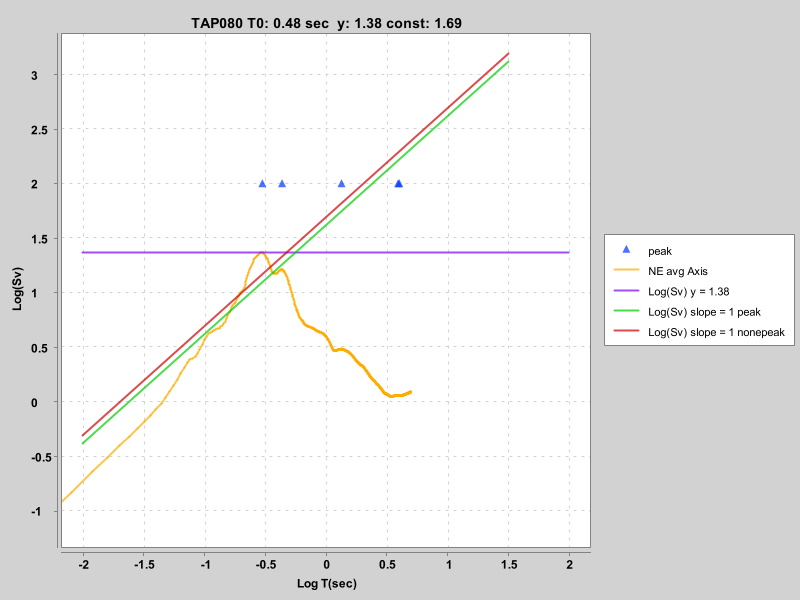 TAP080 T0: 0.48 sec  y: 1.38 const: 1.69
Log(Sv)
3
2.5
2
1.5
1
0.5
0
-0.5
-1
-2
-1.5
-1
-0.5
0
0.5
1
1.5
2
Log T(sec)
peak
NE avg Axis
Log(Sv) y = 1.38
Log(Sv) slope = 1 peak
Log(Sv) slope = 1 nonepeak